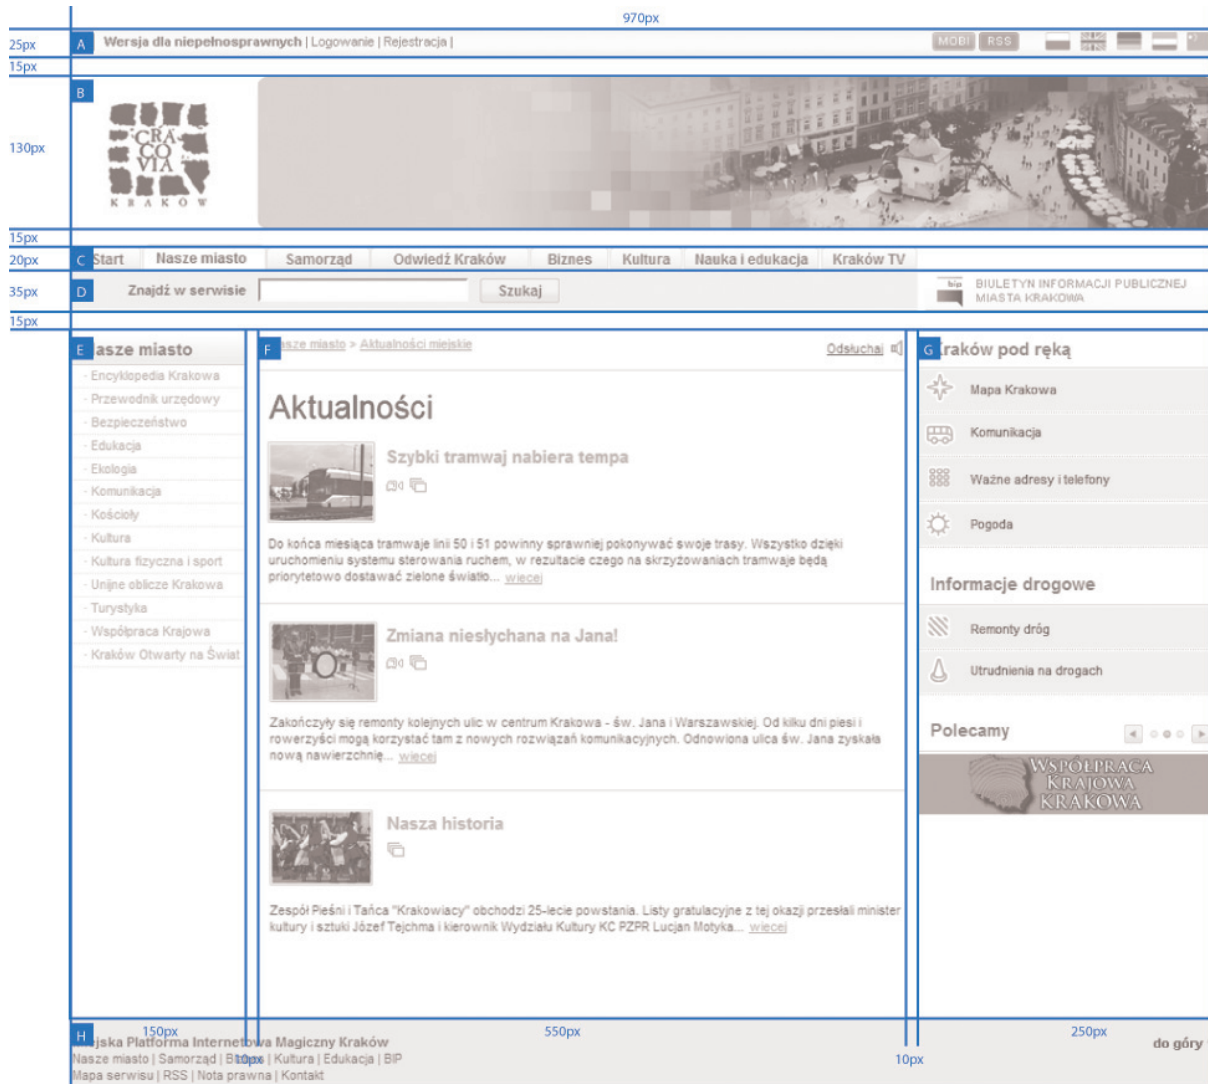 970px
25px
A Wersja dla niepełnosprawnych | Logowanie | Rejestracja |
MOBI RSS
15px
B
130px
CRA
CO
VIA
KRAKÓW
15px
20px
C Start Nasze miasto Samorząd Odwiedź Kraków Biznes Kultura Nauka i edukacja Kraków TV
35px
D Znajdź w serwisie Szukaj
bip BIULETYN INFORMACJI PUBLICZNEJ
MIASTA KRAKOWA
15px
E asze miasto
- Encyklopedia Krakowa
- Przewodnik urzędowy
- Bezpieczeństwo
- Edukacja
- Ekologia
- Komunikacja
- Kościoły
- Kultura
- Kultura fizyczna i sport
- Unijne oblicze Krakowa
- Turystyka
- Współpraca Krajowa
- Kraków Otwarty na Świat
F asze miasto > Aktualności miejskie
Odsłuchaj
Aktualności
Szybki tramwaj nabiera tempa
Do końca miesiąca tramwaje linii 50 i 51 powinny sprawniej pokonywać swoje trasy. Wszystko dzięki
uruchomieniu systemu sterowania ruchem, w rezultacie czego na skrzyżowaniach tramwaje będą
priorytetowo dostawać zielone światło... więcej
Zmiana niesłychana na Jana!
Zakończyły się remonty kolejnych ulic w centrum Krakowa - św. Jana i Warszawskiej. Od kilku dni piesi i
rowerzyści mogą korzystać tam z nowych rozwiązań komunikacyjnych. Odnowiona ulica św. Jana zyskała
nową nawierzchnię... więcej
Nasza historia
Zespół Pieśni i Tańca "Krakowiacy" obchodzi 25-lecie powstania. Listy gratulacyjne z tej okazji przesłali minister
kultury i sztuki Józef Tejchma i kierownik Wydziału Kultury KC PZPR Lucjan Motyka... więcej
G Kraków pod ręką
Mapa Krakowa
Komunikacja
Ważne adresy i telefony
Pogoda
Informacje drogowe
Remonty dróg
Utrudnienia na drogach
Polecamy
WSPÓŁPRACA
KRAJOWA
KRAKOWA
150px
550px
250px
H ejska Platforma Internetowa Magiczny Kraków
do góry
Nasze miasto | Samorząd | Biznes | Kultura | Edukacja | BIP
10px
10px
Mapa serwisu | RSS | Nota prawna | Kontakt